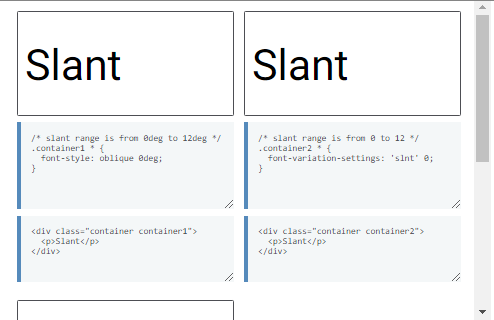 Slant
Slant
/* slant range is from 0deg to 12deg */
.container1 * {
  font-style: oblique 0deg;
}
/* slant range is from 0 to 12 */
.container2 * {
  font-variation-settings: 'slnt' 0;
}
<div class="container container1">
  <p>Slant</p>
</div>
<div class="container container2">
  <p>Slant</p>
</div>